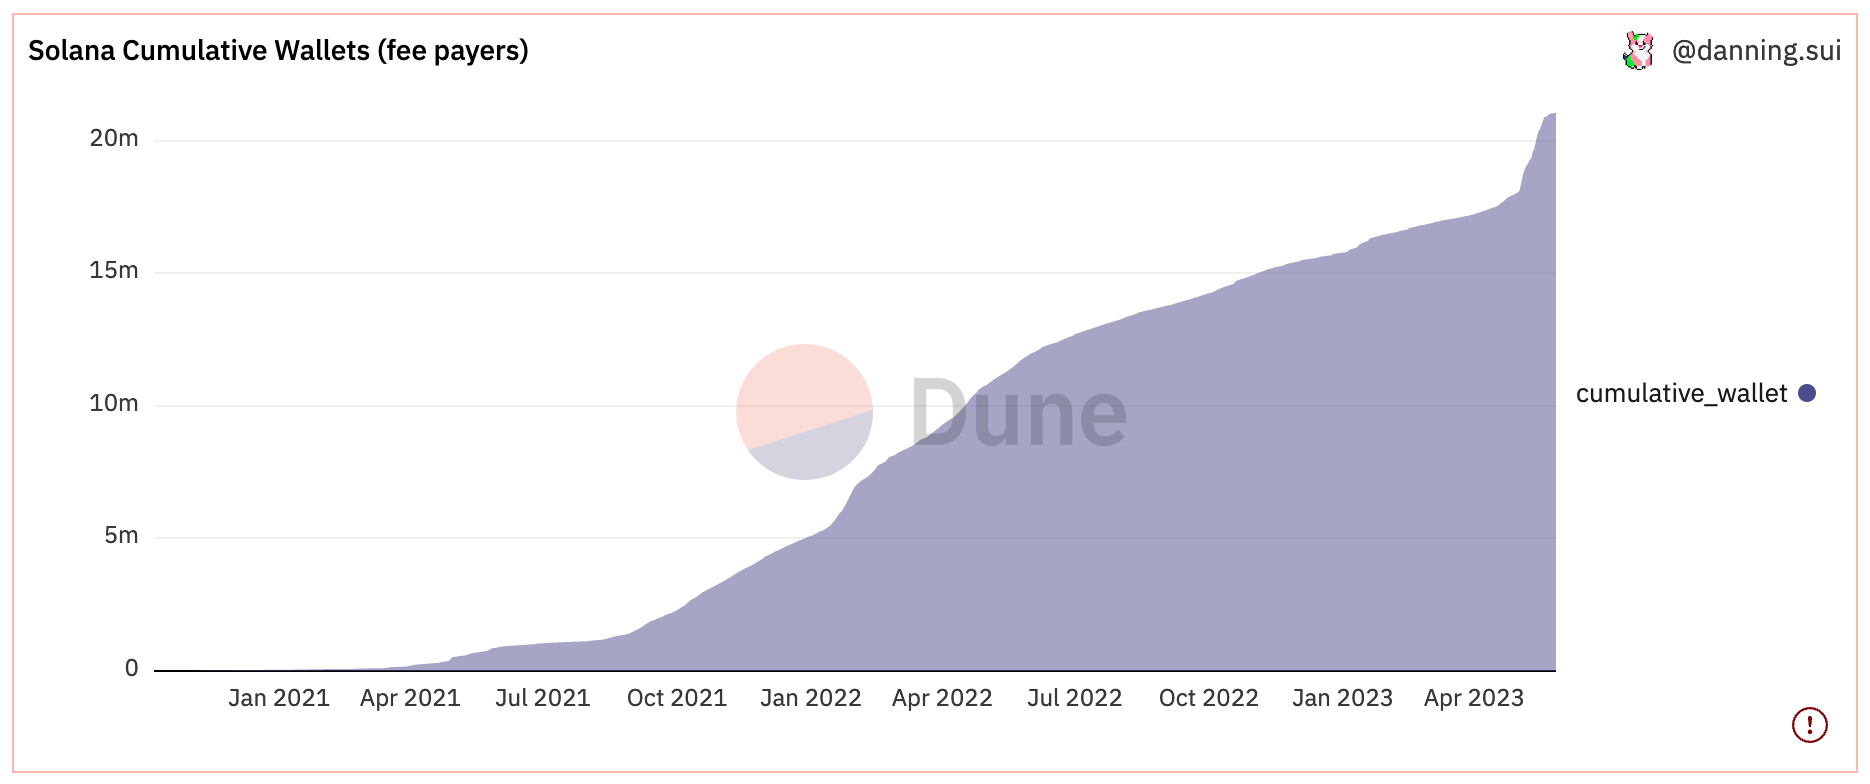 Solana Cumulative Wallets (fee payers)
@danning.sui
20m
15m
10m
5m
0
Dune
cumulative_wallet
Jan 2021
Apr 2021
Jul 2021
Oct 2021
Jan 2022
Apr 2022
Jul 2022
Oct 2022
Jan 2023
Apr 2023
!